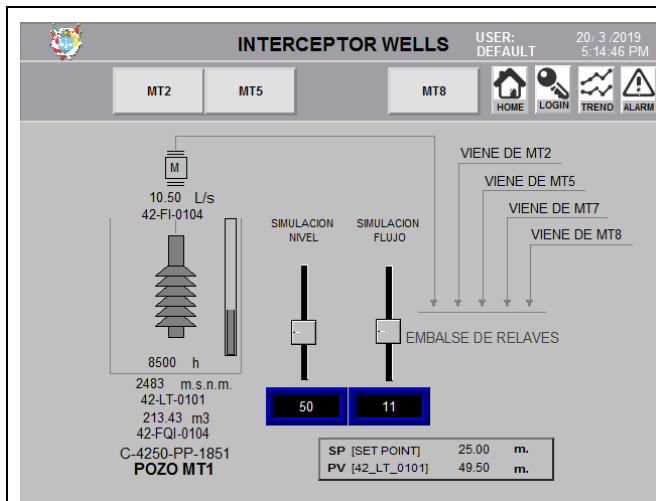 INTERCEPTOR WELLS
USER:
DEFAULT
20/ 3 /2019
5:14:46 PM
MT2
MT5
MT8
HOME
LOGIN
TREND
ALARM
M
10.50 L/s
42-FI-0104
8500 h
2483 m.s.n.m.
42-LT-0101
213.43 m3
42-FQI-0104
C-4250-PP-1851
POZO MT1
SIMULACION
NIVEL
50
SIMULACION
FLUJO
11
VIENE DE MT2
VIENE DE MT5
VIENE DE MT7
VIENE DE MT8
EMBALSE DE RELAVES
SP [SET POINT] 25.00 m.
PV [42_LT_0101] 49.50 m.